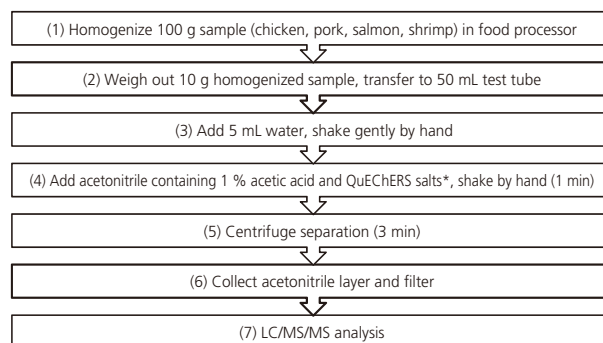 (1) Homogenize 100 g sample (chicken, pork, salmon, shrimp) in food processor
(2) Weigh out 10 g homogenized sample, transfer to 50 mL test tube
(3) Add 5 mL water, shake gently by hand
(4) Add acetonitrile containing 1 % acetic acid and QuEChERS salts*, shake by hand (1 min)
(5) Centrifuge separation (3 min)
(6) Collect acetonitrile layer and filter
(7) LC/MS/MS analysis